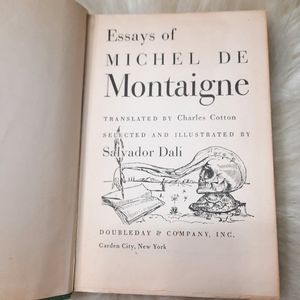 Essays of
MICHEL DE
Montaigne
TRANSLATED BY Charles Cotton
SELECTED AND ILLUSTRATED BY
Salvador Dali
DOUBLEDAY & COMPANY, INC.
Garden City, New York